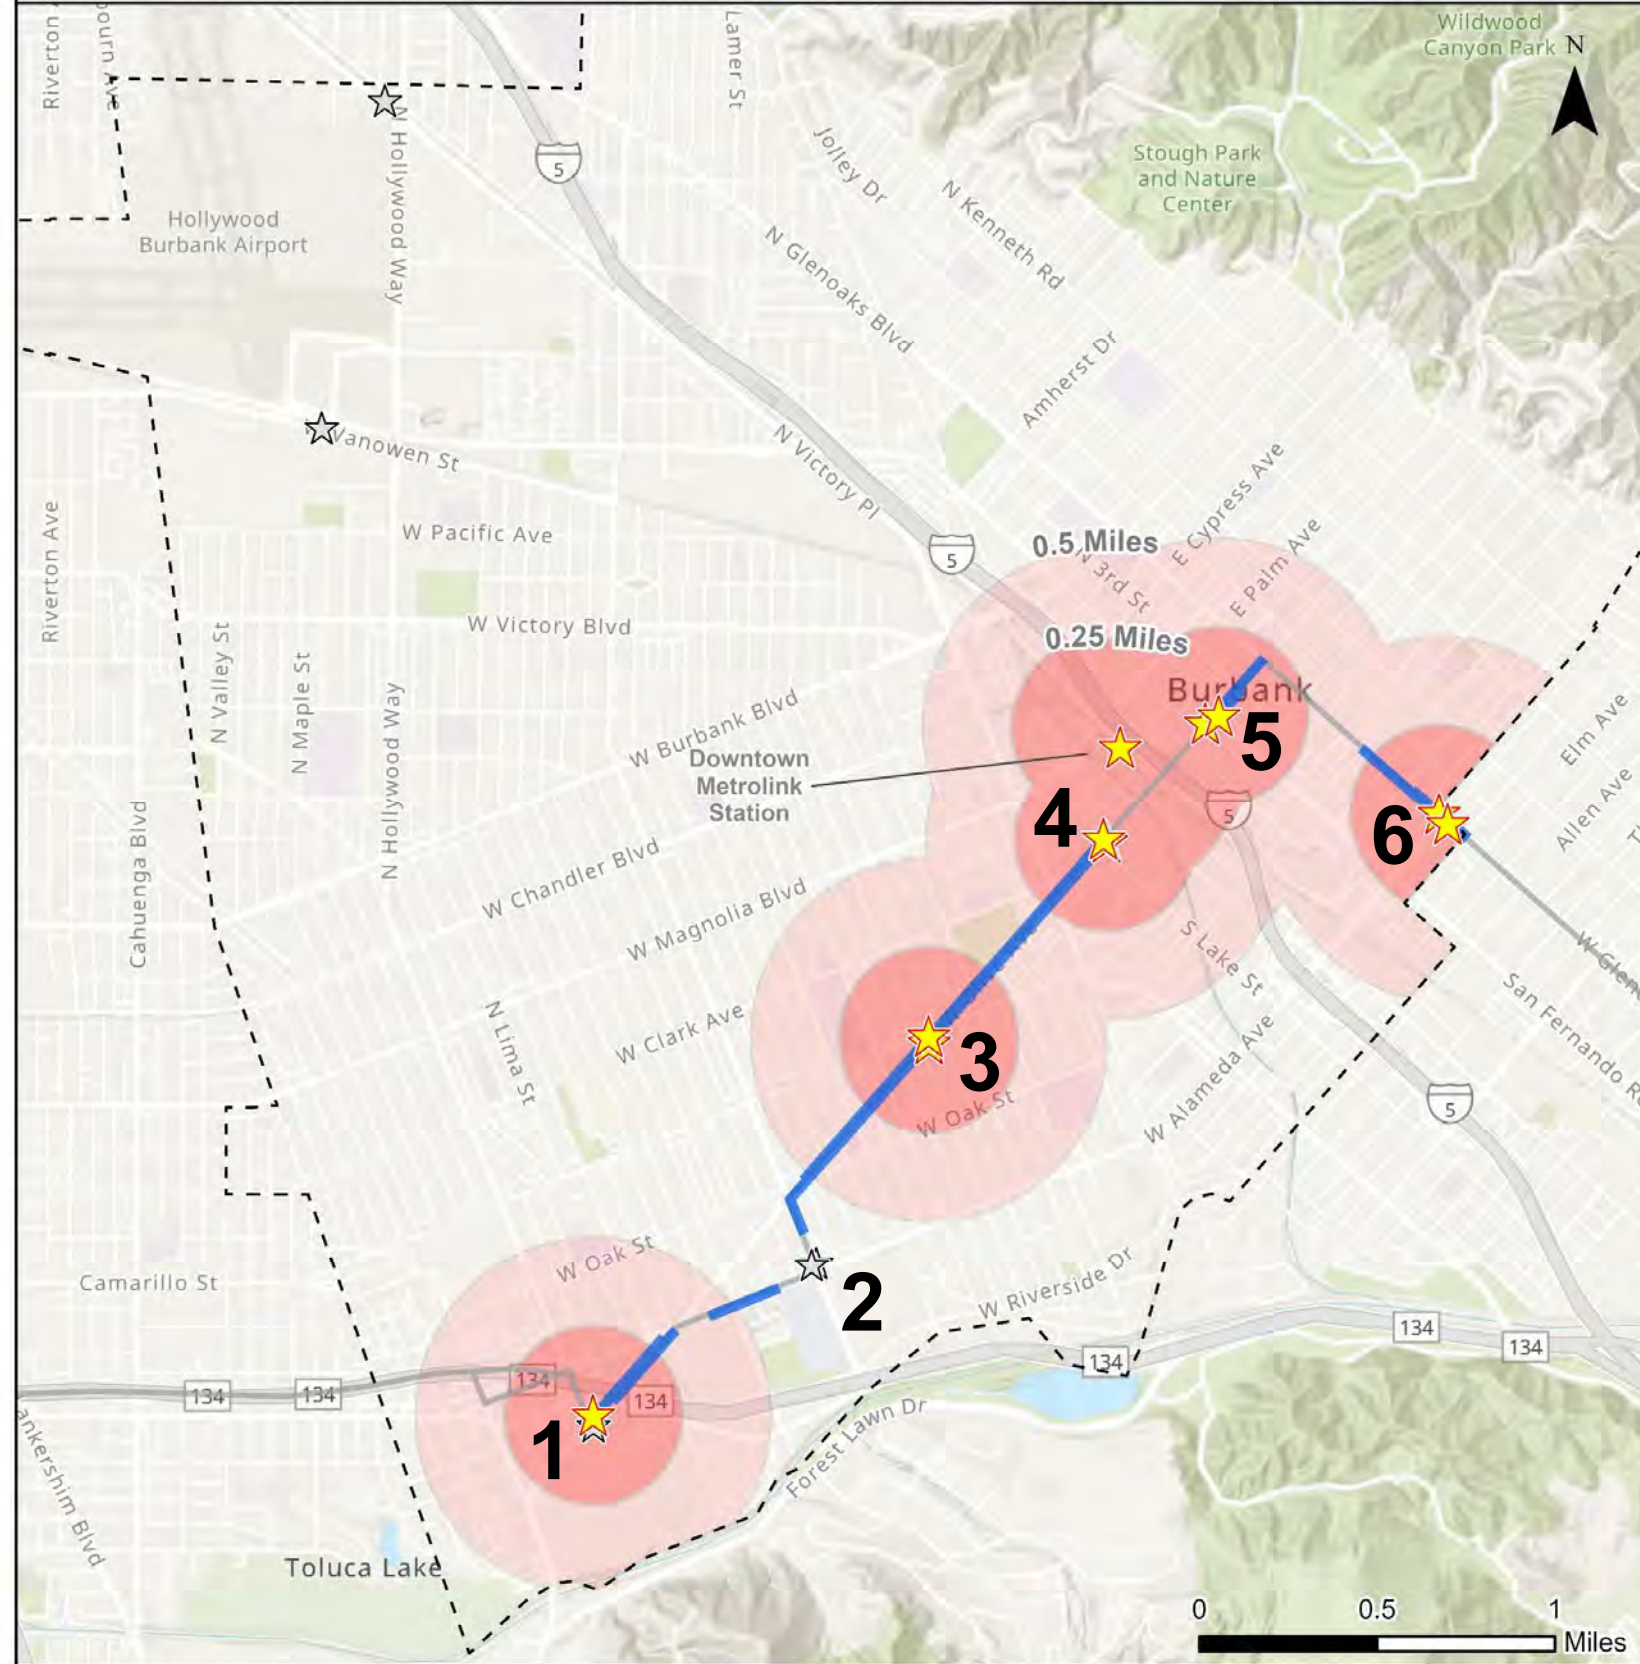 Wildwood
Canyon Park
N
Riverton
Lamer St
N Hollywood Way
5
Jolley Dr
Stough Park
and Nature
Center
N Kenneth Rd
Hollywood
Burbank Airport
N Glenoaks Blvd
Amherst Dr
Vanowen St
N Victory Pl
E Cypress Ave
W Pacific Ave
Riverton Ave
5
0.5 Miles
N 3rd St
E Palm Ave
W Victory Blvd
0.25 Miles
N Valley St
N Maple St
N Hollywood Way
Burbank
W Burbank Blvd
Downtown
Metrolink
Station
5
Elm Ave
4
5
6
Allen Ave
Cahuenga Blvd
W Chandler Blvd
W Magnolia Blvd
S Lake St
W Glen
San Fernando R
N Lima St
W Clark Ave
3
W Oak St
W Alameda Ave
5
W Oak St
Camarillo St
2
W Riverside Dr
134
134
134
134
134
134
134
1
Forest Lawn Dr
ankershim Blvd
Toluca Lake
0
0.5
1
Miles